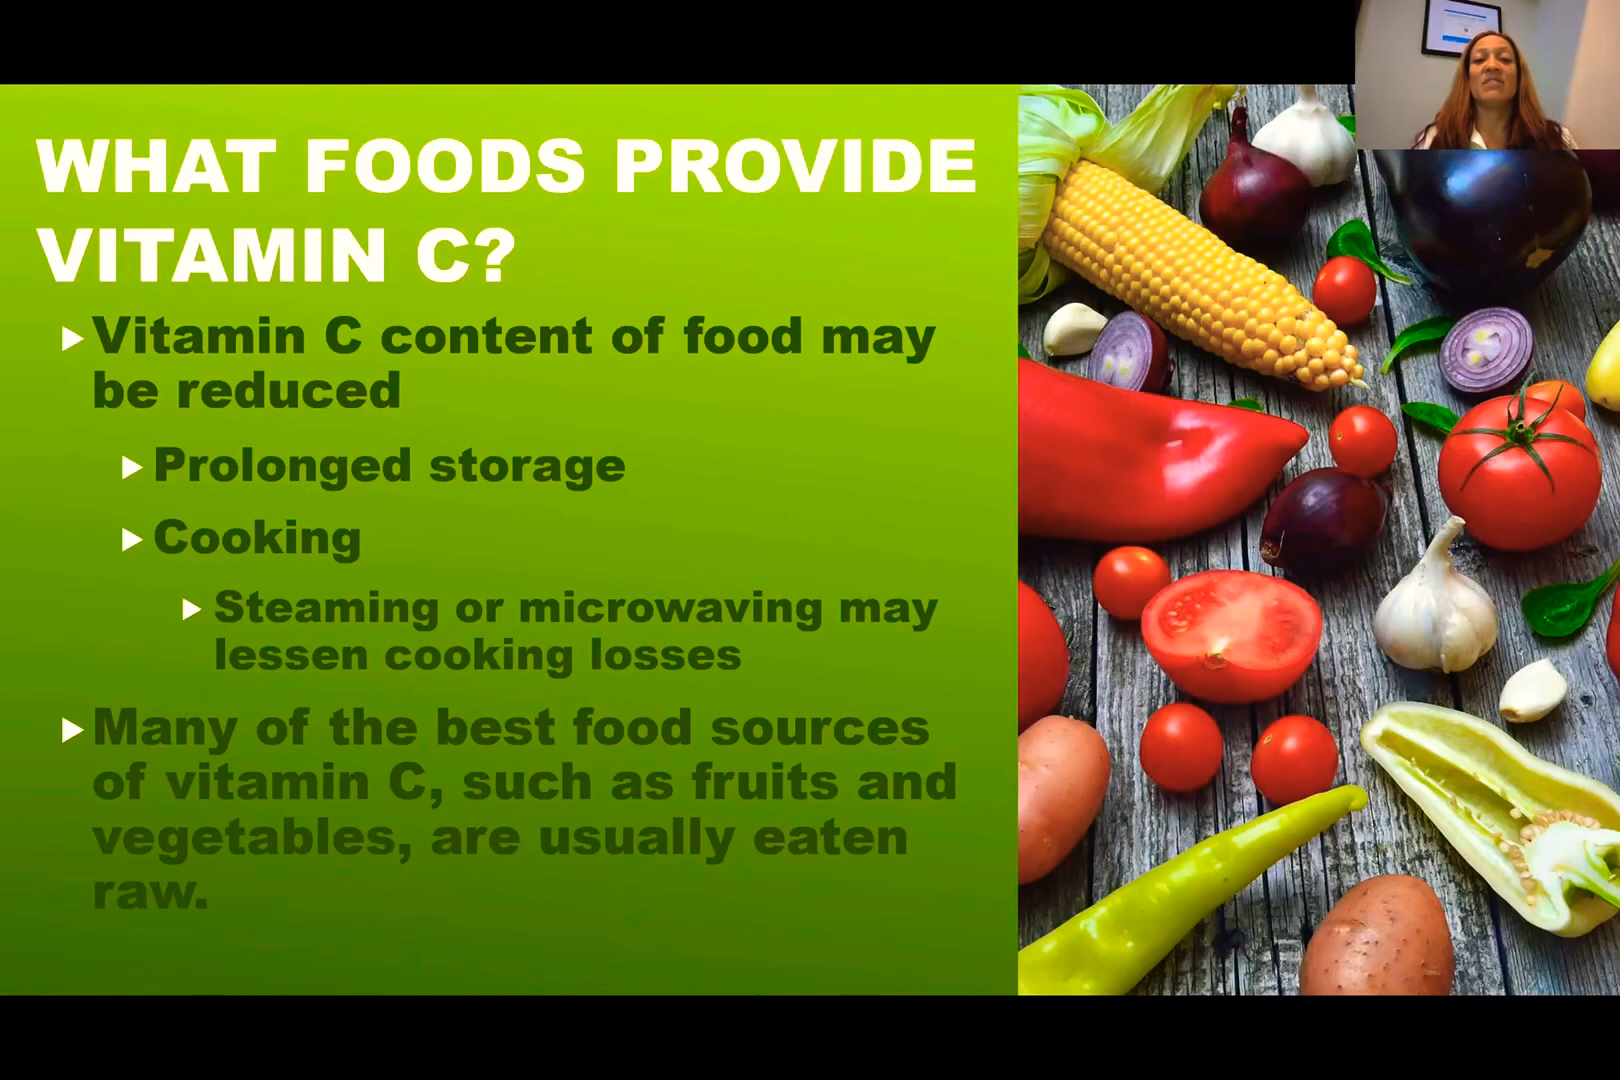 WHAT FOODS PROVIDE
VITAMIN C?
Vitamin C content of food may
be reduced
Prolonged storage
Cooking
Steaming or microwaving may
lessen cooking losses
Many of the best food sources
of vitamin C, such as fruits and
vegetables, are usually eaten
raw.